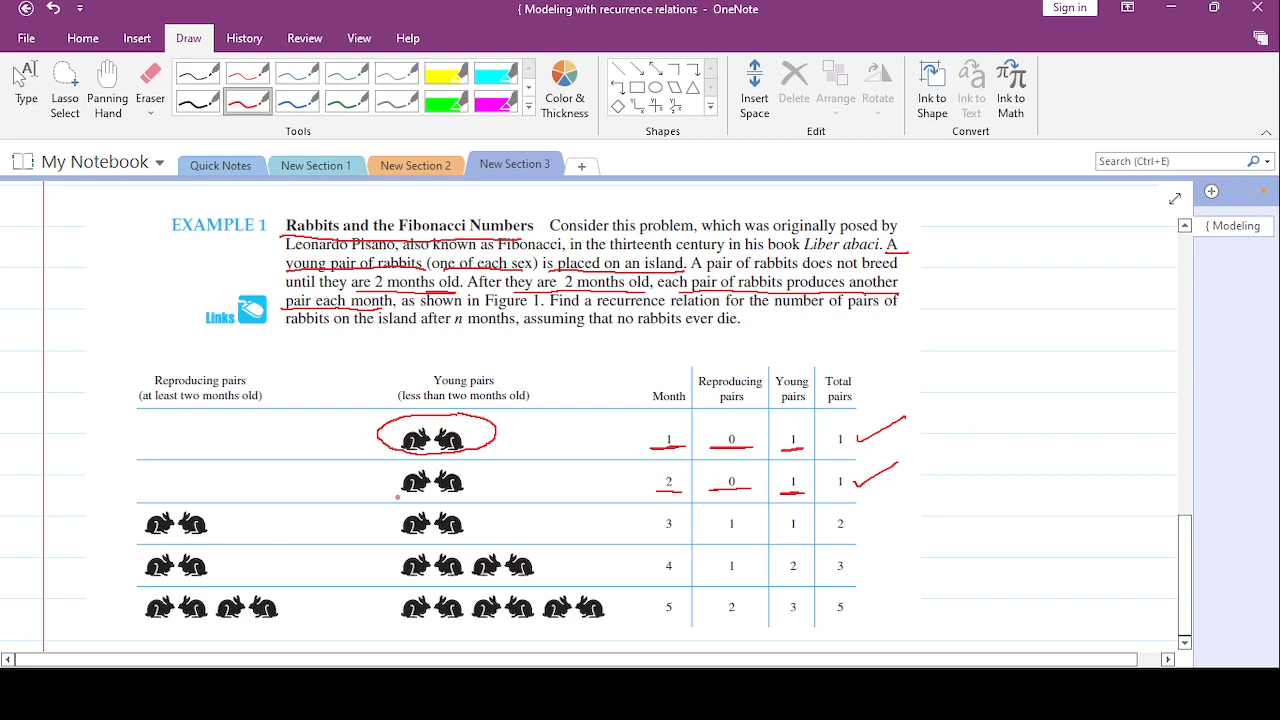 { Modeling with recurrence relations - OneNote
Sign in
File Home Insert Draw History Review View Help
Type
Lasso Select
Panning Hand
Eraser
Color & Thickness
Insert Space
Delete
Arrange
Rotate
Ink to Shape
Ink to Text
Ink to Math
Tools Shapes Edit Convert
My Notebook Quick Notes New Section 1 New Section 2 New Section 3 Search (Ctrl+E)
{ Modeling
EXAMPLE 1 Rabbits and the Fibonacci Numbers Consider this problem, which was originally posed by
Leonardo Pisano, also known as Fibonacci, in the thirteenth century in his book Liber abaci. A
young pair of rabbits (one of each sex) is placed on an island. A pair of rabbits does not breed
until they are 2 months old. After they are 2 months old, each pair of rabbits produces another
pair each month, as shown in Figure 1. Find a recurrence relation for the number of pairs of
rabbits on the island after n months, assuming that no rabbits ever die.
Links
Reproducing pairs
(at least two months old)
Young pairs
(less than two months old)
Month
Reproducing pairs
Young pairs
Total pairs
1 0 1 1
2 0 1 1
3 1 1 2
4 1 2 3
5 2 3 5